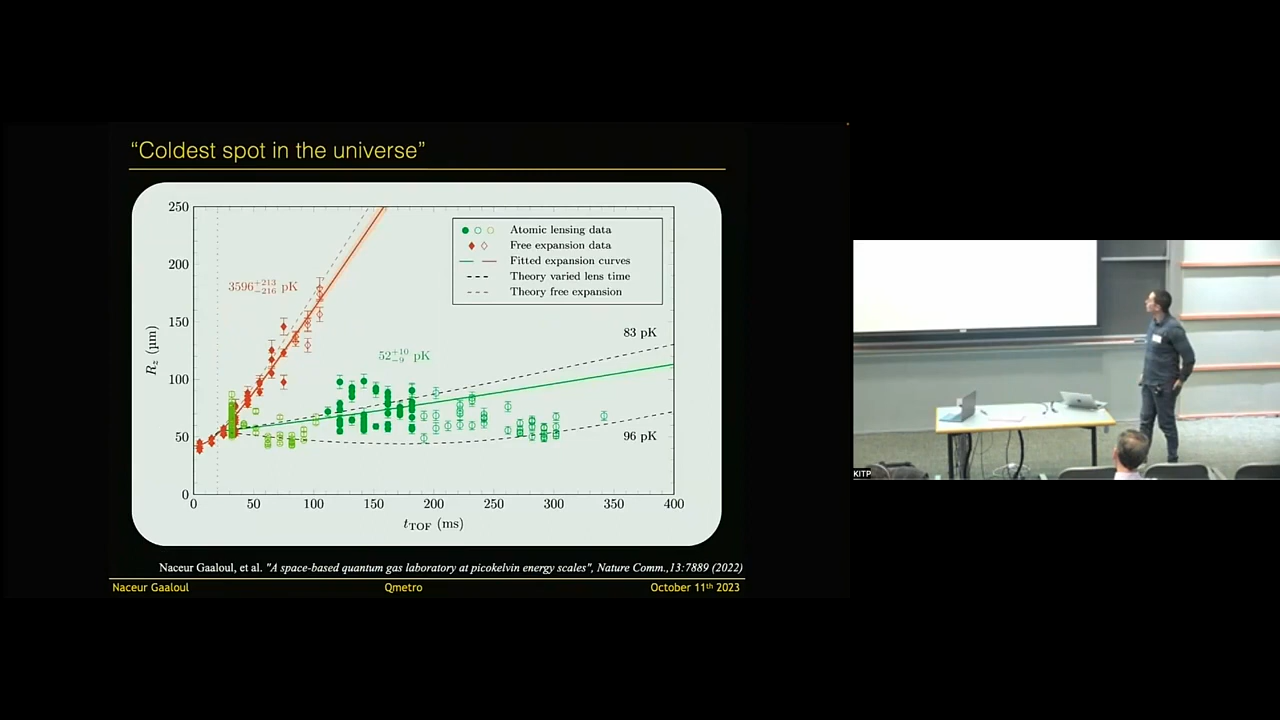 “Coldest spot in the universe”
250
200
150
100
50
0
R_z (µm)
0 50 100 150 200 250 300 350 400
t_TOF (ms)
3596 +213 −216 pK
52 +10 −9 pK
83 pK
96 pK
Atomic lensing data
Free expansion data
Fitted expansion curves
Theory varied lens time
Theory free expansion
Naceur Gaaloul, et al. "A space-based quantum gas laboratory at picokelvin energy scales", Nature Comm.,13:7889 (2022)
Naceur Gaaloul Qmetro October 11th 2023
KITP